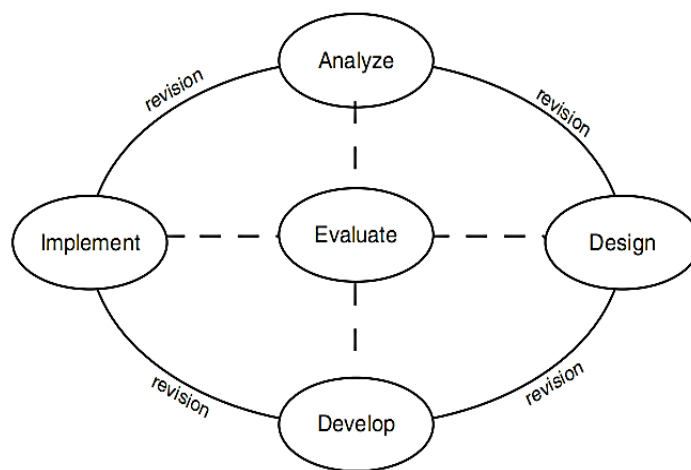 Analyze
revision
revision
Implement
Evaluate
Design
revision
revision
Develop